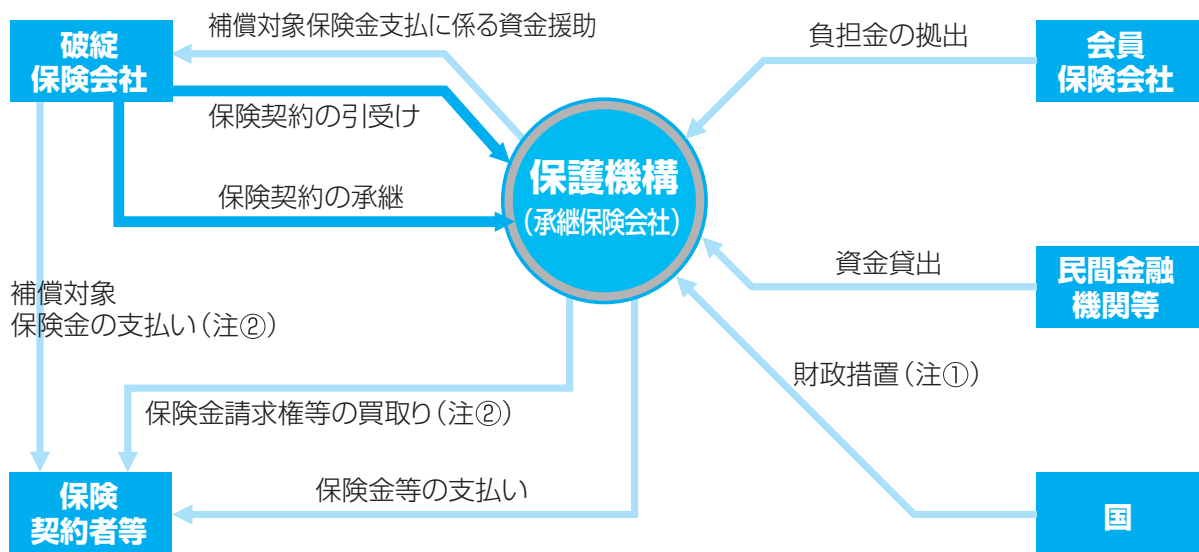 破綻
保険会社
補償対象保険金支払に係る資金援助
負担金の拠出
会員
保険会社
保険契約の引受け
保護機構
(承継保険会社)
保険契約の承継
資金貸出
民間金融
機関等
補償対象
保険金の支払い(注②)
財政措置(注①)
保険金請求権等の買取り(注②)
保険金等の支払い
保険
契約者等
国